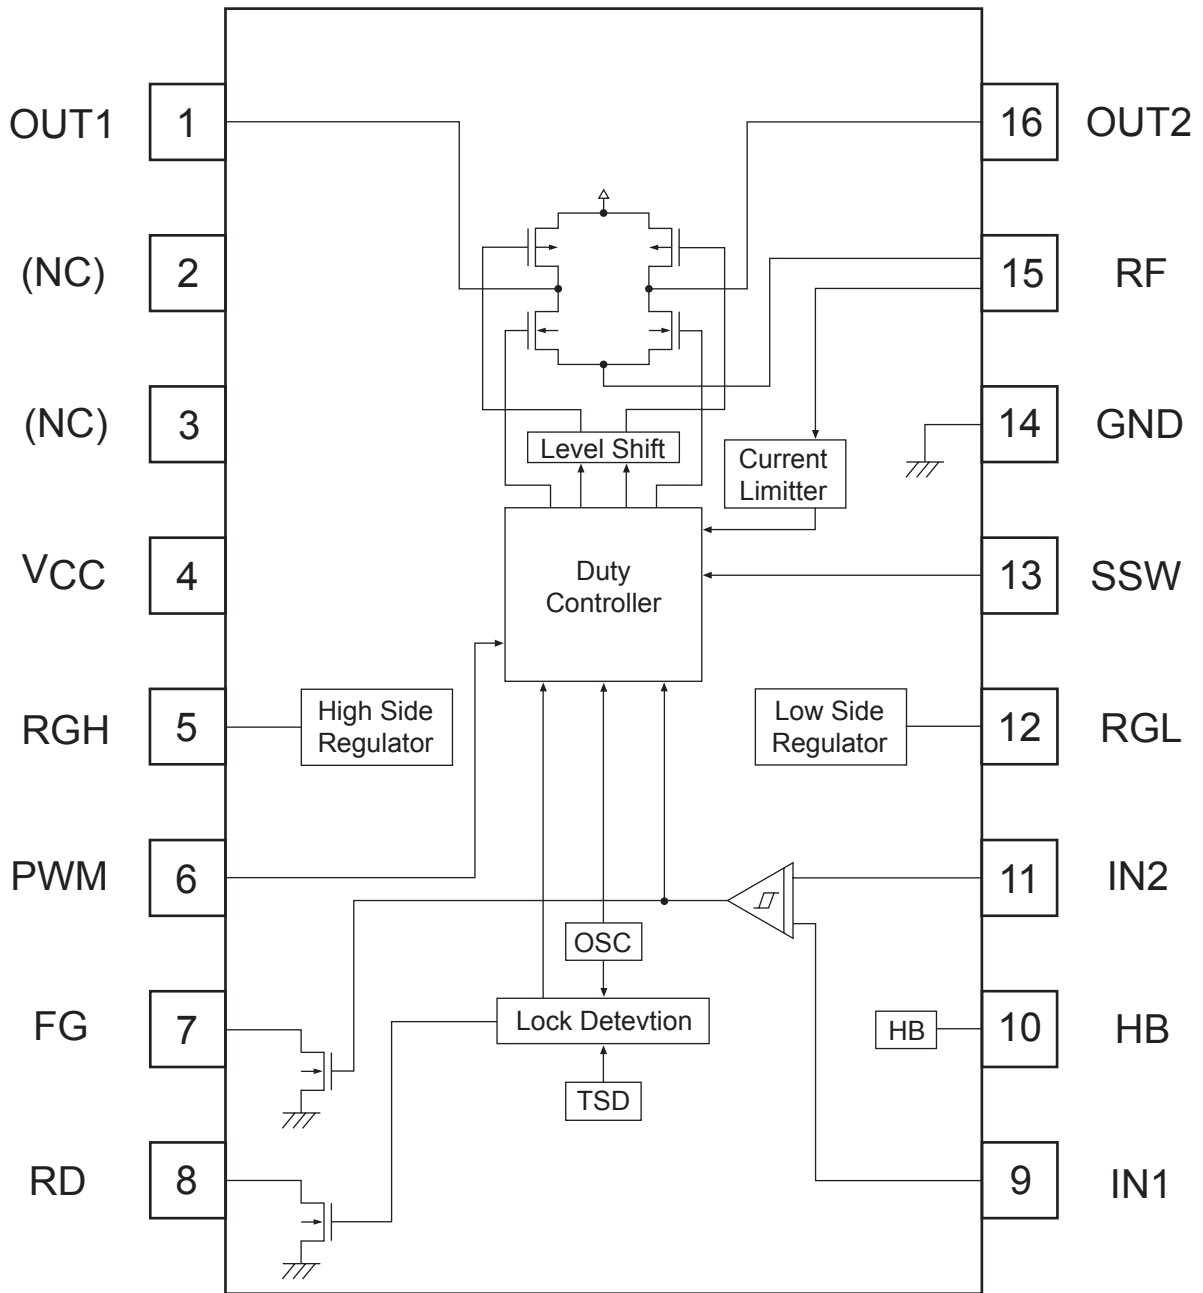 OUT1
1
16
OUT2
(NC)
2
15
RF
(NC)
3
14
GND
Level Shift
Current
Limitter
VCC
4
13
SSW
Duty
Controller
RGH
5
High Side
Regulator
Low Side
Regulator
12
RGL
PWM
6
11
IN2
OSC
FG
7
Lock Detevtion
HB
10
HB
TSD
RD
8
9
IN1